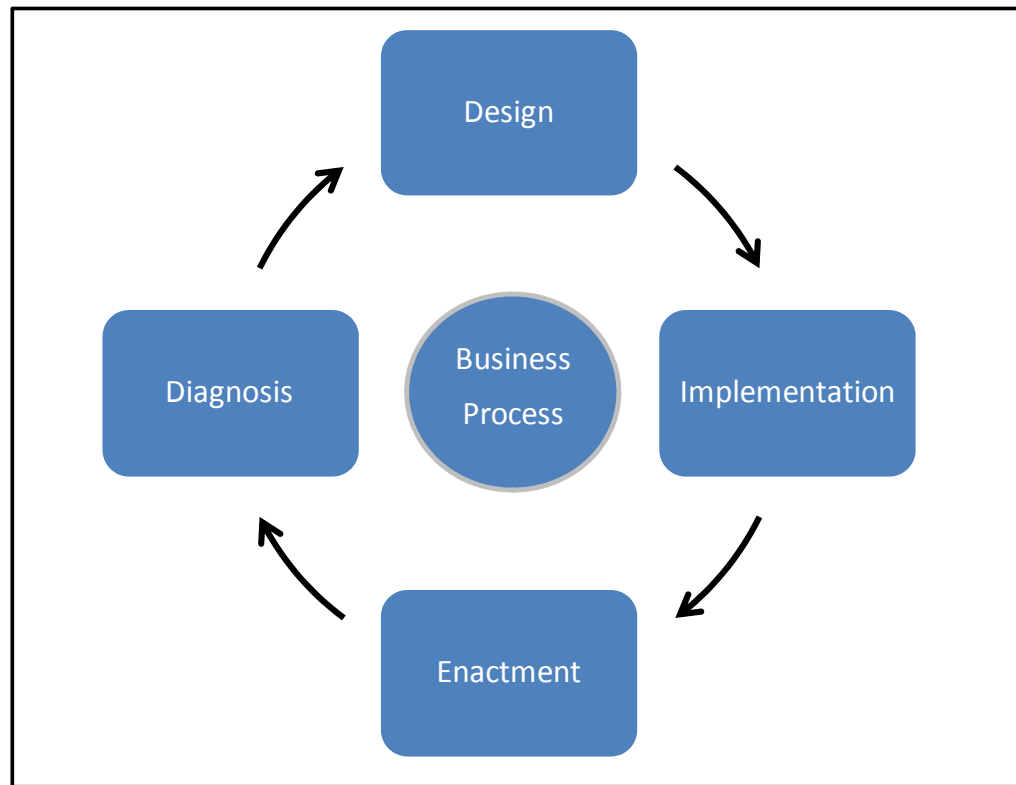 Design
Diagnosis
Business
Process
Implementation
Enactment